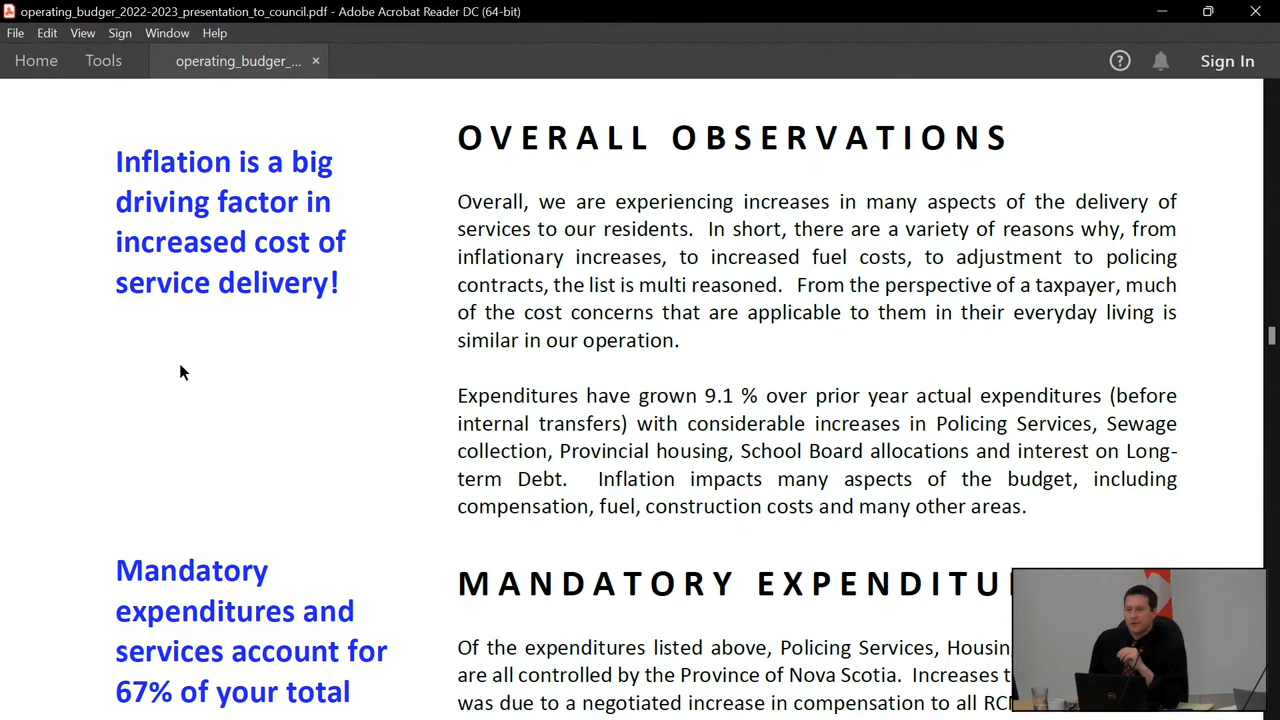 operating_budget_2022-2023_presentation_to_council.pdf - Adobe Acrobat Reader DC (64-bit)
File Edit View Sign Window Help
Home Tools operating_budget_... × ? Sign In
Inflation is a big
driving factor in
increased cost of
service delivery!
OVERALL OBSERVATIONS
Overall, we are experiencing increases in many aspects of the delivery of
services to our residents. In short, there are a variety of reasons why, from
inflationary increases, to increased fuel costs, to adjustment to policing
contracts, the list is multi reasoned. From the perspective of a taxpayer, much
of the cost concerns that are applicable to them in their everyday living is
similar in our operation.
Expenditures have grown 9.1 % over prior year actual expenditures (before
internal transfers) with considerable increases in Policing Services, Sewage
collection, Provincial housing, School Board allocations and interest on Long-
term Debt. Inflation impacts many aspects of the budget, including
compensation, fuel, construction costs and many other areas.
Mandatory
expenditures and
services account for
67% of your total
MANDATORY EXPENDITU
Of the expenditures listed above, Policing Services, Housin
are all controlled by the Province of Nova Scotia. Increases t
was due to a negotiated increase in compensation to all RC